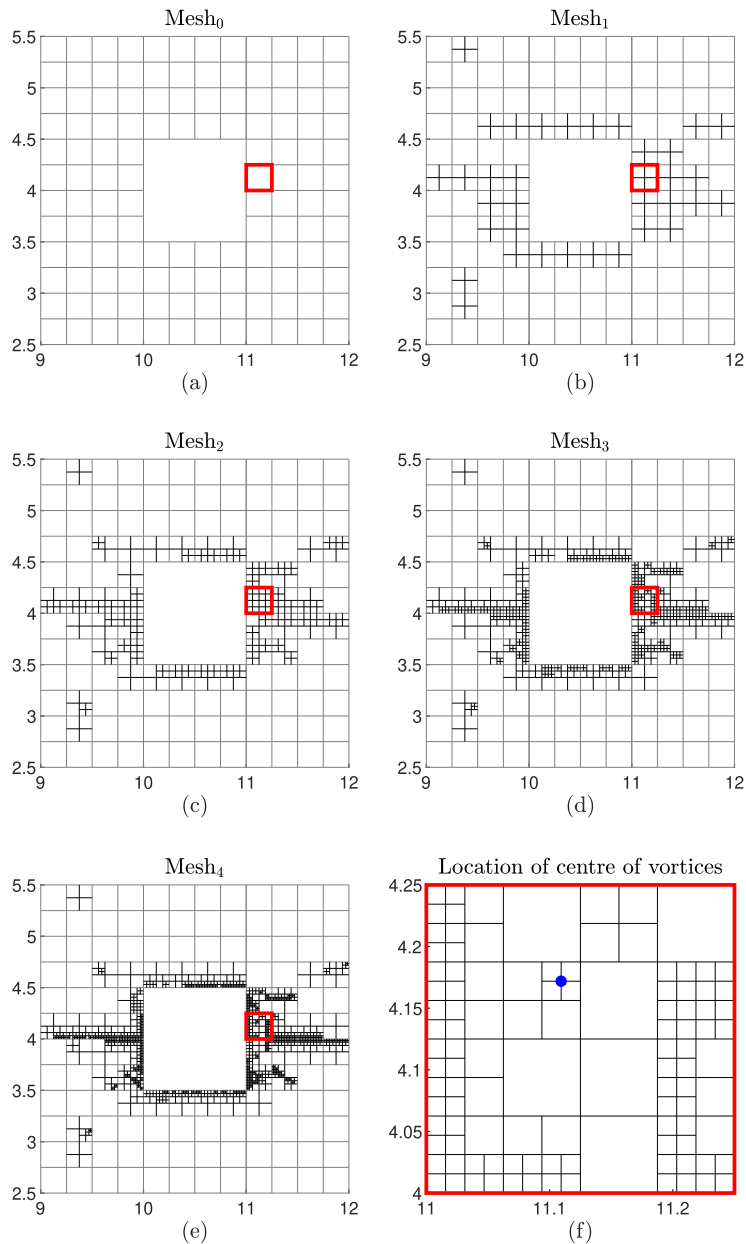 Mesh₀ Mesh₁
5.5 5.5
5 5
4.5 4.5
4 4
3.5 3.5
3 3
2.5 2.5
9 10 11 12 9 10 11 12
(a) (b)
Mesh₂ Mesh₃
5.5 5.5
5 5
4.5 4.5
4 4
3.5 3.5
3 3
2.5 2.5
9 10 11 12 9 10 11 12
(c) (d)
Mesh₄ Location of centre of vortices
5.5 4.25
5 4.2
4.5 4.15
4 4.1
3.5 4.05
3 4
2.5
9 10 11 12 11 11.1 11.2
(e) (f)